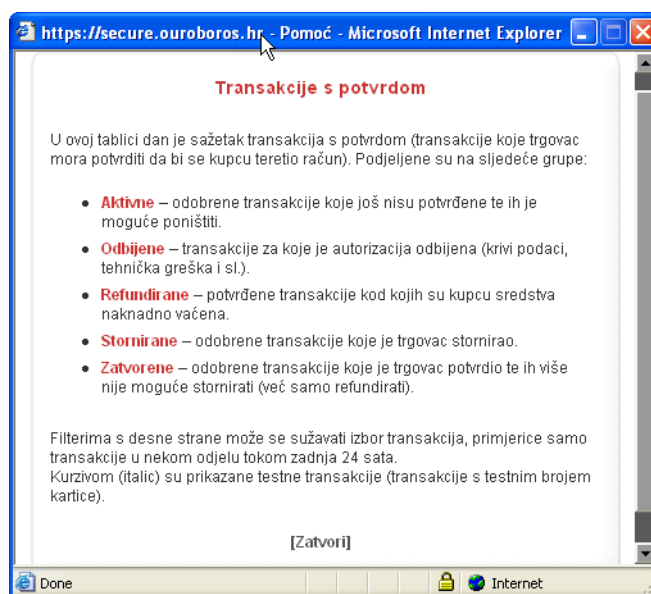 https://secure.ouroboros.hr - Pomoć - Microsoft Internet Explorer
Transakcije s potvrdom
U ovoj tablici dan je sažetak transakcija s potvrdom (transakcije koje trgovac
mora potvrditi da bi se kupcu teretio račun). Podjeljene su na sljedeće grupe:
• Aktivne – odobrene transakcije koje još nisu potvrđene te ih je
moguće poništiti.
• Odbijene – transakcije za koje je autorizacija odbijena (krivi podaci,
tehnička greška i sl.).
• Refundirane – potvrđene transakcije kod kojih su kupcu sredstva
naknadno vaćena.
• Stornirane – odobrene transakcije koje je trgovac stornirao.
• Zatvorene – odobrene transakcije koje je trgovac potvrdio te ih više
nije moguće stornirati (već samo refundirati).
Filterima s desne strane može se sužavati izbor transakcija, primjerice samo
transakcije u nekom odjelu tokom zadnja 24 sata.
Kurzivom (italic) su prikazane testne transakcije (transakcije s testnim brojem
kartice).
[Zatvori]
Done
Internet